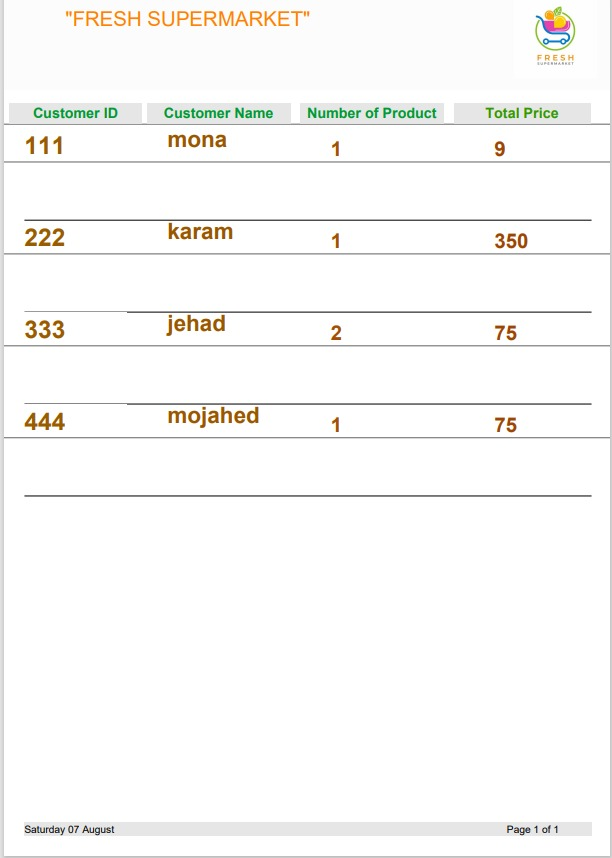 "FRESH SUPERMARKET"
FRESH
SUPERMARKET
Customer ID Customer Name Number of Product Total Price
111 mona 1 9
222 karam 1 350
333 jehad 2 75
444 mojahed 1 75
Saturday 07 August Page 1 of 1